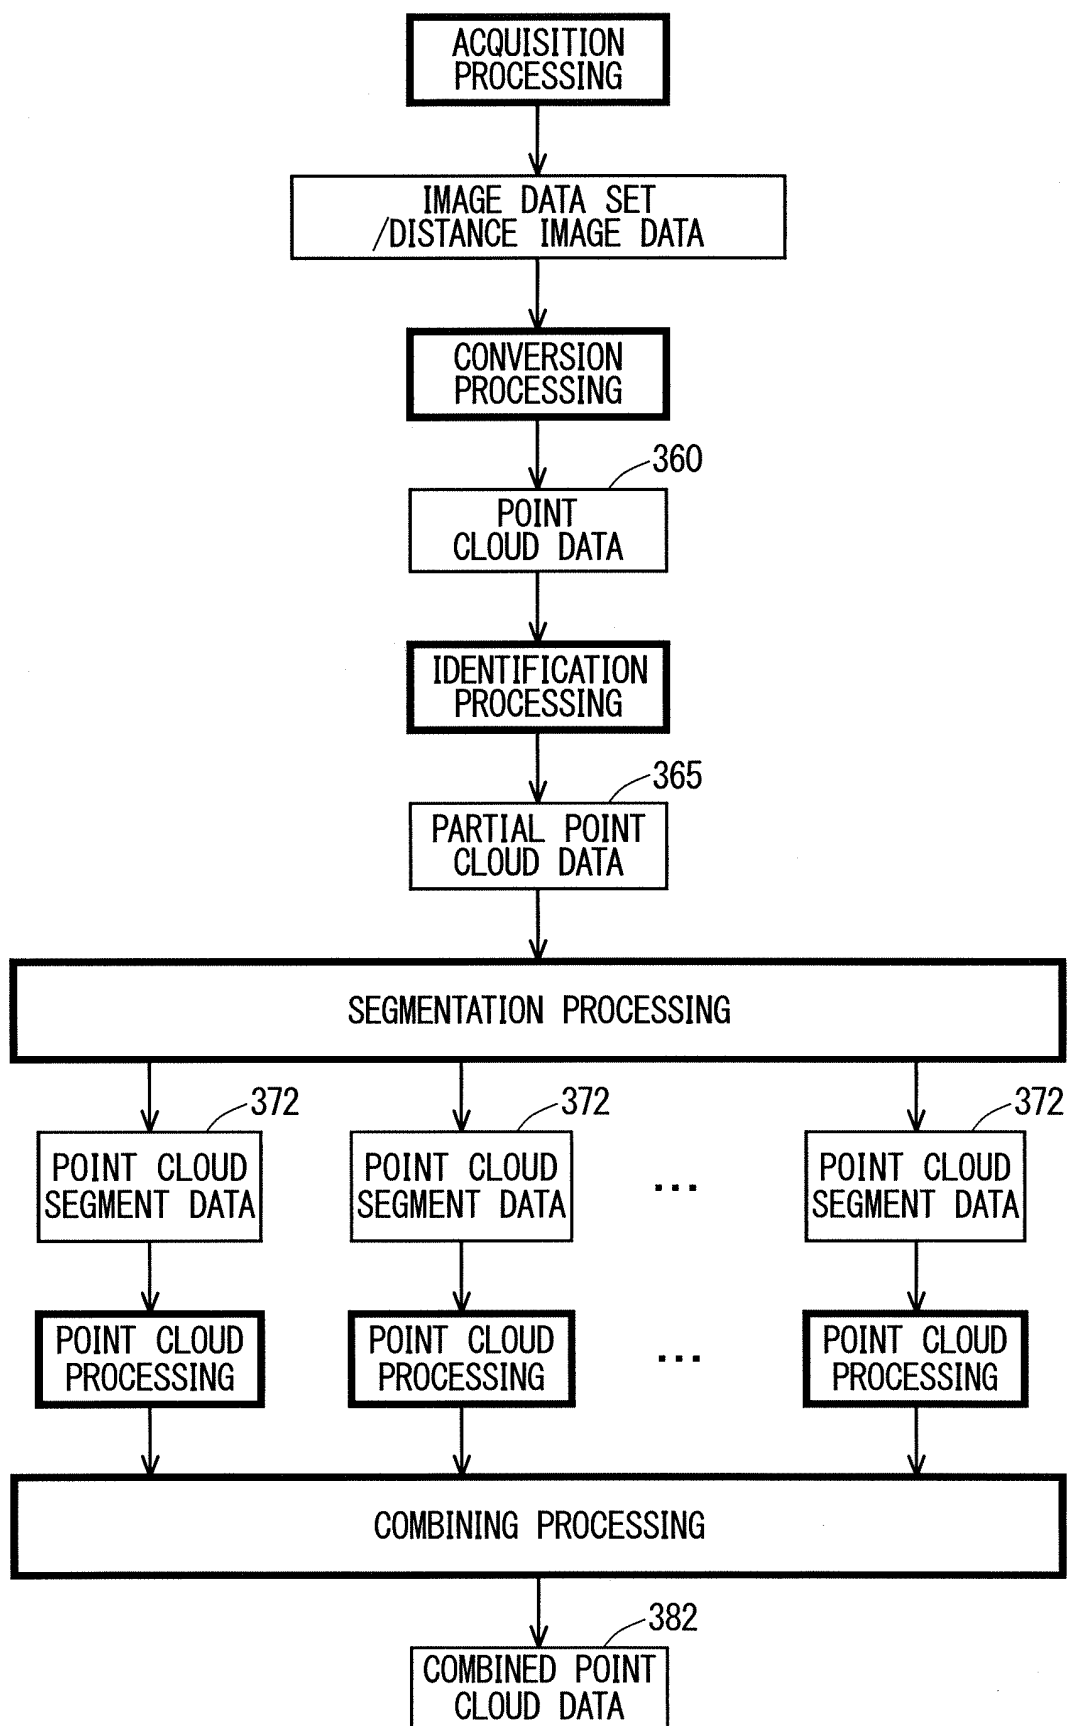 ACQUISITION
PROCESSING
IMAGE DATA SET
/DISTANCE IMAGE DATA
CONVERSION
PROCESSING
360
POINT
CLOUD DATA
IDENTIFICATION
PROCESSING
365
PARTIAL POINT
CLOUD DATA
SEGMENTATION PROCESSING
372
372
372
POINT CLOUD
SEGMENT DATA
POINT CLOUD
SEGMENT DATA
...
POINT CLOUD
SEGMENT DATA
POINT CLOUD
PROCESSING
POINT CLOUD
PROCESSING
...
POINT CLOUD
PROCESSING
COMBINING PROCESSING
382
COMBINED POINT
CLOUD DATA